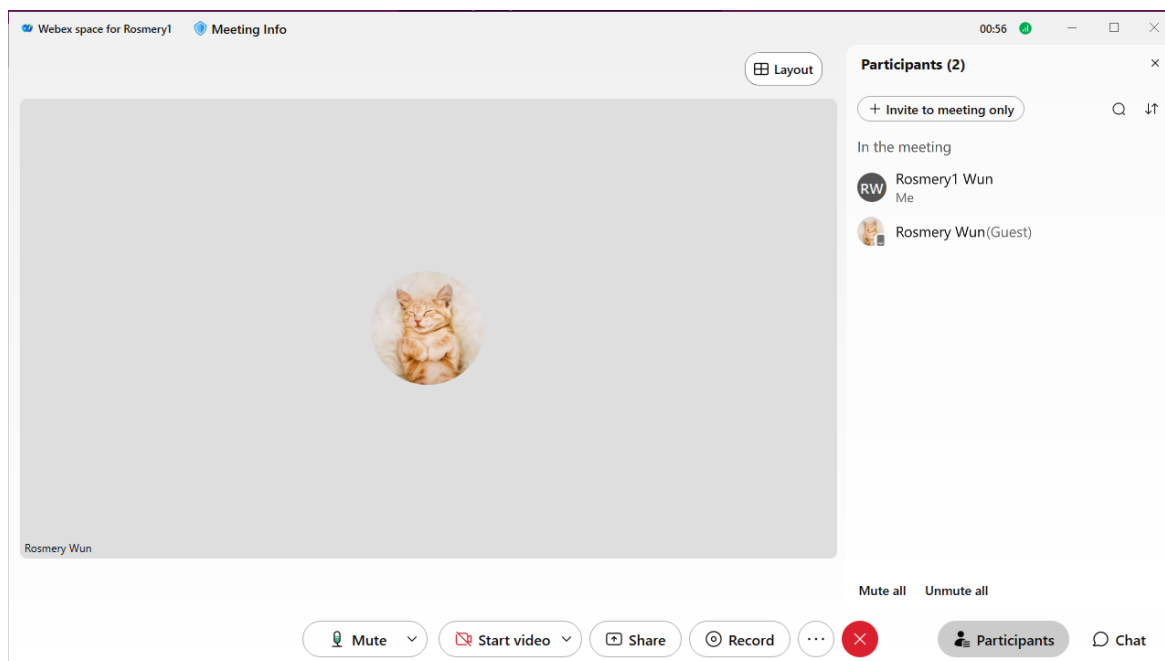 Webex space for Rosmery1 Meeting Info 00:56
Layout
Participants (2)
Invite to meeting only
In the meeting
RW Rosmery1 Wun
Me
Rosmery Wun(Guest)
Rosmery Wun
Mute all Unmute all
Mute Start video Share Record ... Participants Chat